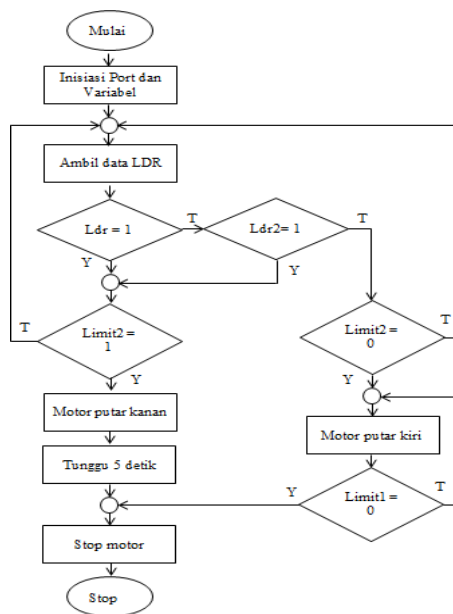 Mulai
Inisiasi Port dan
Variabel
Ambil data LDR
Ldr = 1
T
Ldr2= 1
T
Y
Y
T
Limit2 =
1
Limit2 =
0
T
Y
Y
Motor putar kanan
Motor putar kiri
Tunggu 5 detik
Y
Limit1 =
0
T
Stop motor
Stop